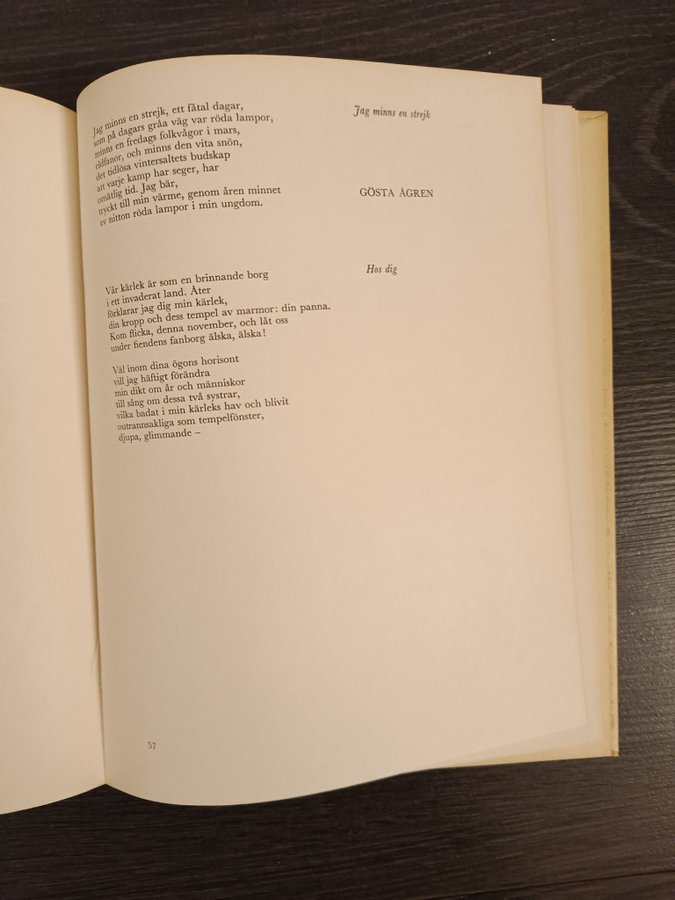 Jag minns en strejk
Jag minns en strejk, ett fåtal dagar,
som på dagars gråa väg var röda lampor,
minns en fredags folkvågor i mars,
eldfanor, och minns den vita snön,
det tidlösa vintersaltets budskap
att varje kamp har seger, har
omätlig tid. Jag bär,
tryckt till min värme, genom åren minnet
av nitton röda lampor i min ungdom.
GÖSTA ÅGREN
Hos dig
Vår kärlek är som en brinnande borg
i ett invaderat land. Åter
förklarar jag dig min kärlek,
din kropp och dess tempel av marmor: din panna.
Kom flicka, denna november, och låt oss
under fiendens fanborg älska, älska!
Väl inom dina ögons horisont
vill jag häftigt förändra
min dikt om år och människor
till sång om dessa två systrar,
vilka badat i min kärleks hav och blivit
outrannsakliga som tempelfönster,
djupa, glimmande –
57